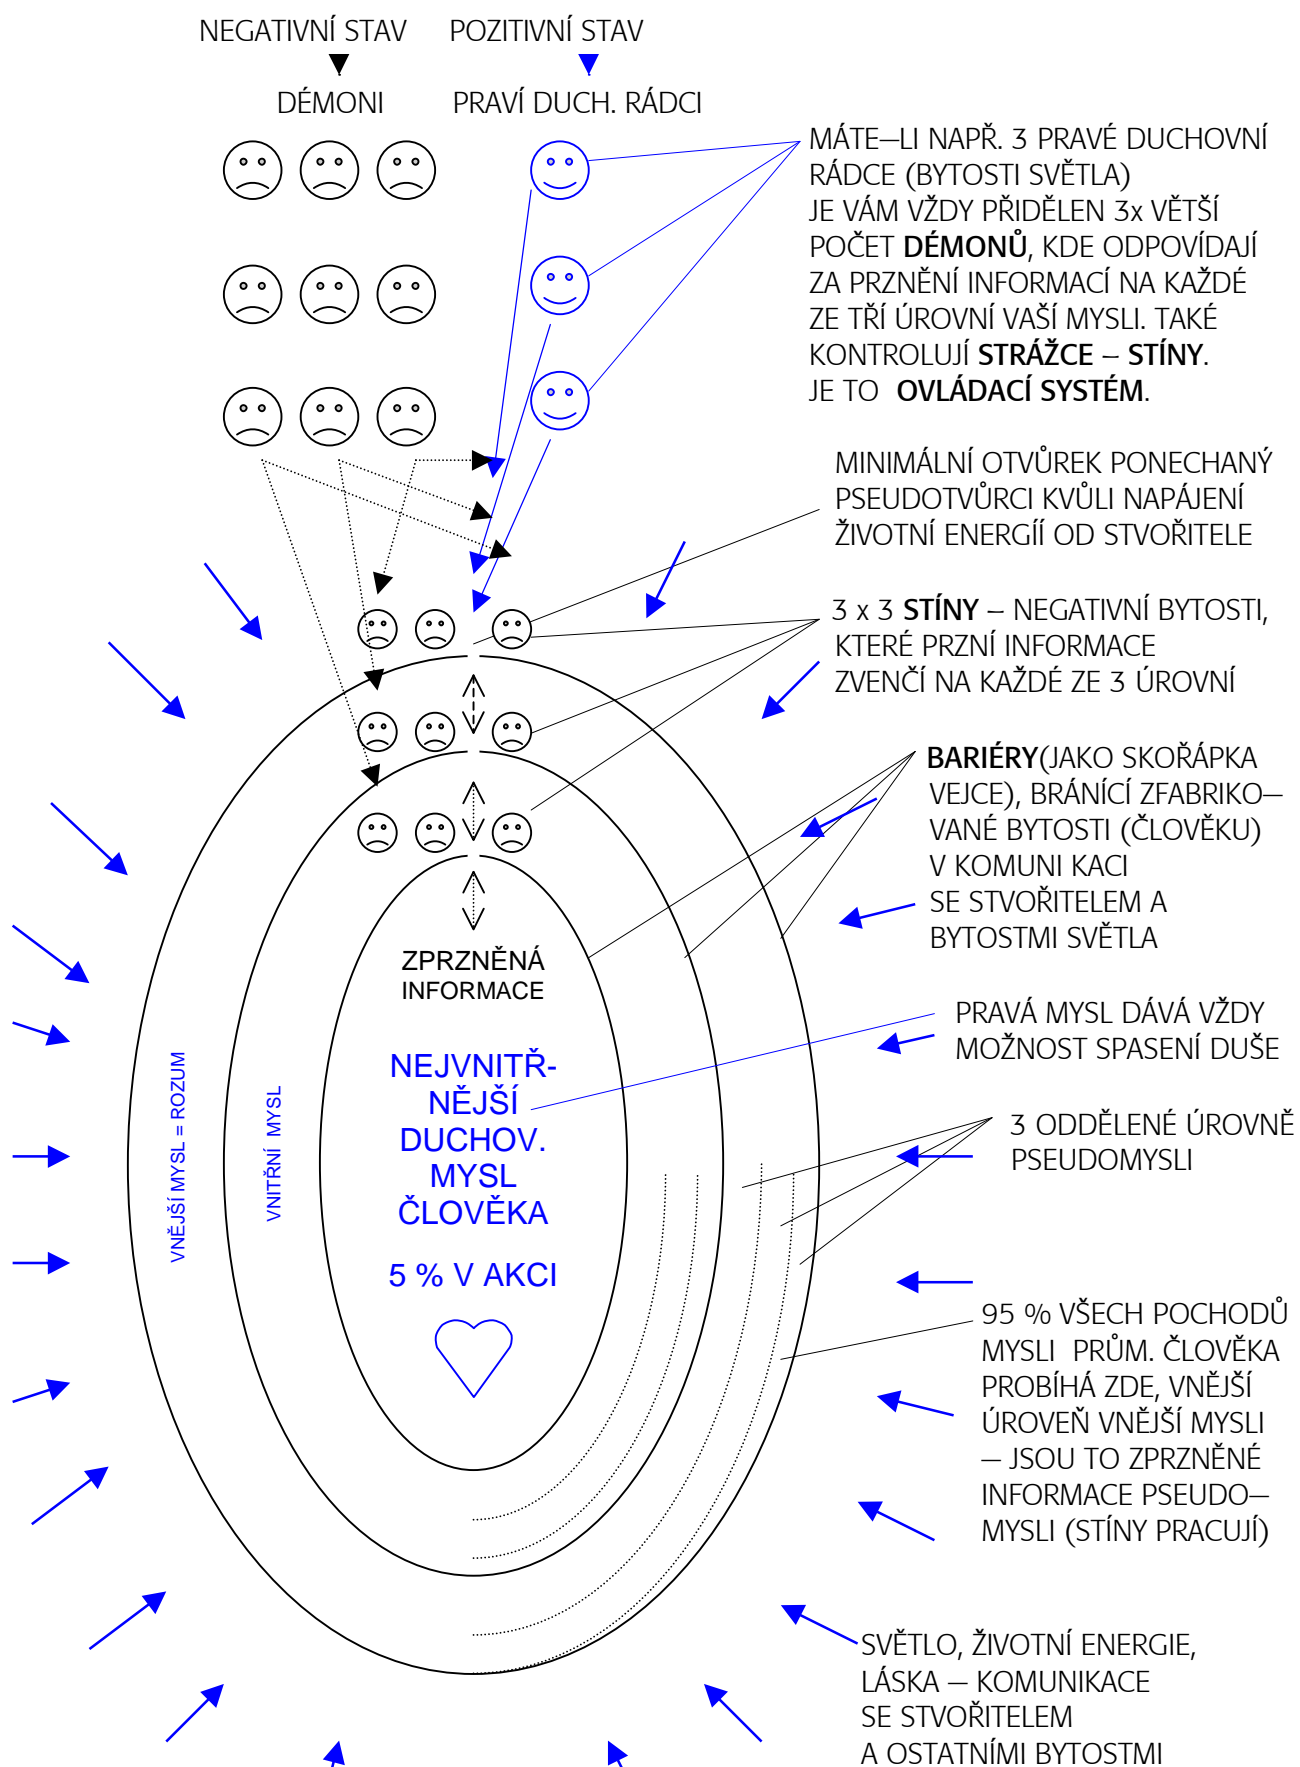 NEGATIVNÍ STAV
POZITIVNÍ STAV
DÉMONI
PRAVÍ DUCH. RÁDCI
MÁTE–LI NAPŘ. 3 PRAVÉ DUCHOVNÍ
RÁDCE (BYTOSTI SVĚTLA)
JE VÁM VŽDY PŘIDĚLEN 3x VĚTŠÍ
POČET DÉMONŮ, KDE ODPOVÍDAJÍ
ZA PRZNĚNÍ INFORMACÍ NA KAŽDÉ
ZE TŘÍ ÚROVNÍ VAŠÍ MYSLI. TAKÉ
KONTROLUJÍ STRÁŽCE – STÍNY.
JE TO OVLÁDACÍ SYSTÉM.
MINIMÁLNÍ OTVŮREK PONECHANÝ
PSEUDOTVŮRCI KVŮLI NAPÁJENÍ
ŽIVOTNÍ ENERGÍÍ OD STVOŘITELE
3 x 3 STÍNY – NEGATIVNÍ BYTOSTI,
KTERÉ PRZNÍ INFORMACE
ZVENČÍ NA KAŽDÉ ZE 3 ÚROVNÍ
BARIÉRY(JAKO SKOŘÁPKA
VEJCE), BRÁNÍCÍ ZFABRIKO–
VANÉ BYTOSTI (ČLOVĚKU)
V KOMUNI KACI
SE STVOŘITELEM A
BYTOSTMI SVĚTLA
ZPRZNĚNÁ
INFORMACE
PRAVÁ MYSL DÁVÁ VŽDY
MOŽNOST SPASENÍ DUŠE
VNĚJŠÍ MYSL = ROZUM
VNITŘNÍ MYSL
NEJVNITŘ-
NĚJŠÍ
DUCHOV.
MYSL
ČLOVĚKA
5 % V AKCI
3 ODDĚLENÉ ÚROVNĚ
PSEUDOMYSLI
95 % VŠECH POCHODŮ
MYSLI PRŮM. ČLOVĚKA
PROBÍHÁ ZDE, VNĚJŠÍ
ÚROVEŇ VNĚJŠÍ MYSLI
– JSOU TO ZPRZNĚNÉ
INFORMACE PSEUDO–
MYSLI (STÍNY PRACUJÍ)
SVĚTLO, ŽIVOTNÍ ENERGIE,
LÁSKA – KOMUNIKACE
SE STVOŘITELEM
A OSTATNÍMI BYTOSTMI